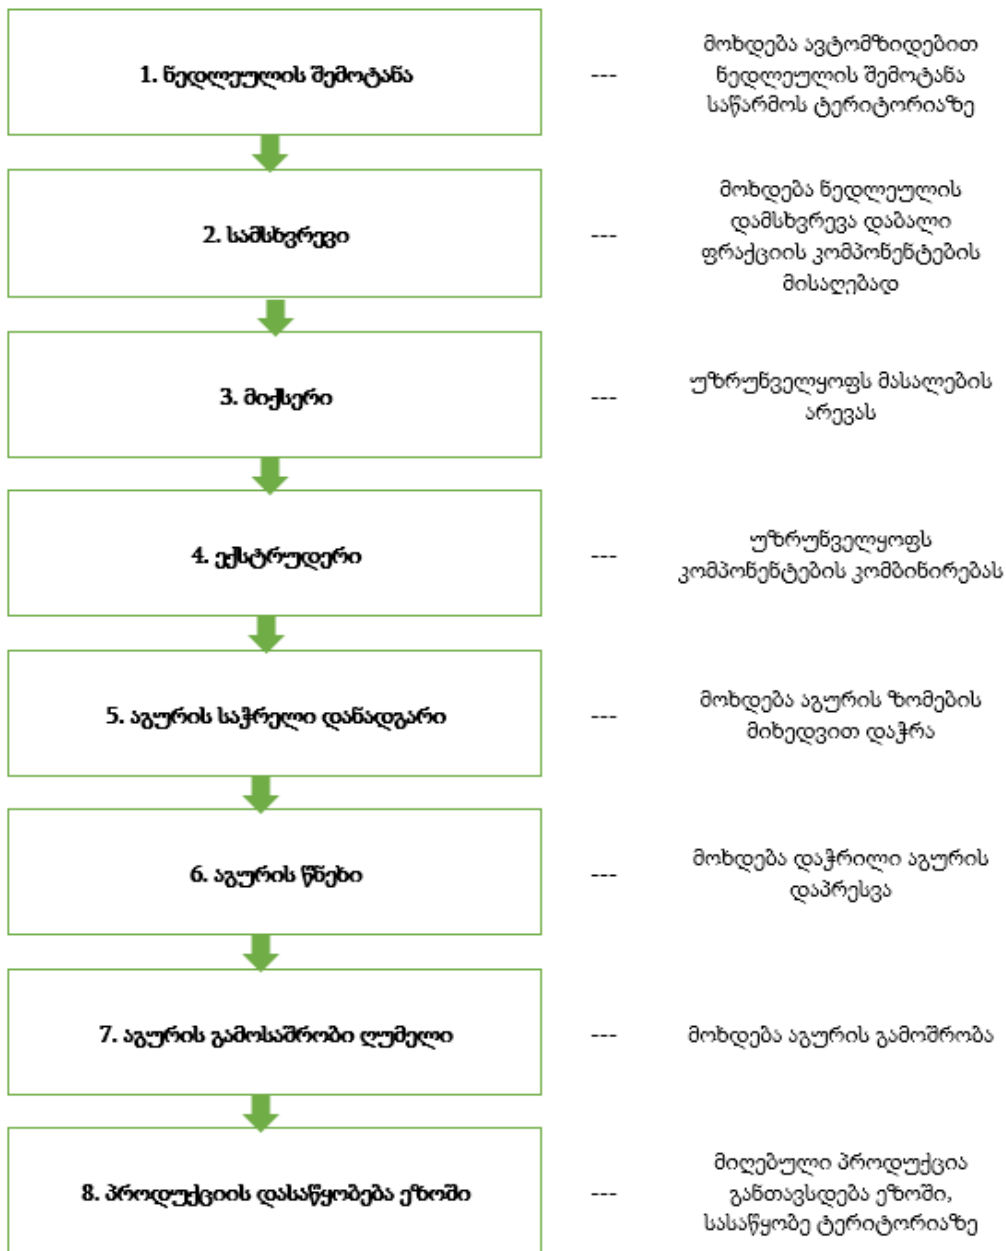 1. ნედლეულის შემოტანა
---
მოხდება ავტომზიდებით
ნედლეულის შემოტანა
საწარმოს ტერიტორიაზე
2. სამსხვრევი
---
მოხდება ნედლეულის
დამსხვრევა დაბალი
ფრაქციის კომპონენტების
მისაღებად
3. მიქსერი
---
უზრუნველყოფს მასალების
არევას
4. ექსტრუდერი
---
უზრუნველყოფს
კომპონენტების კომბინირებას
5. აგურის საჭრელი დანადგარი
---
მოხდება აგურის ზომების
მიხედვით დაჭრა
6. აგურის წნეხი
---
მოხდება დაჭრილი აგურის
დაპრესვა
7. აგურის გამოსაშრობი ღუმელი
---
მოხდება აგურის გამოშრობა
8. პროდუქციის დასაწყობება ეზოში
---
მიღებული პროდუქცია
განთავსდება ეზოში,
სასაწყობე ტერიტორიაზე